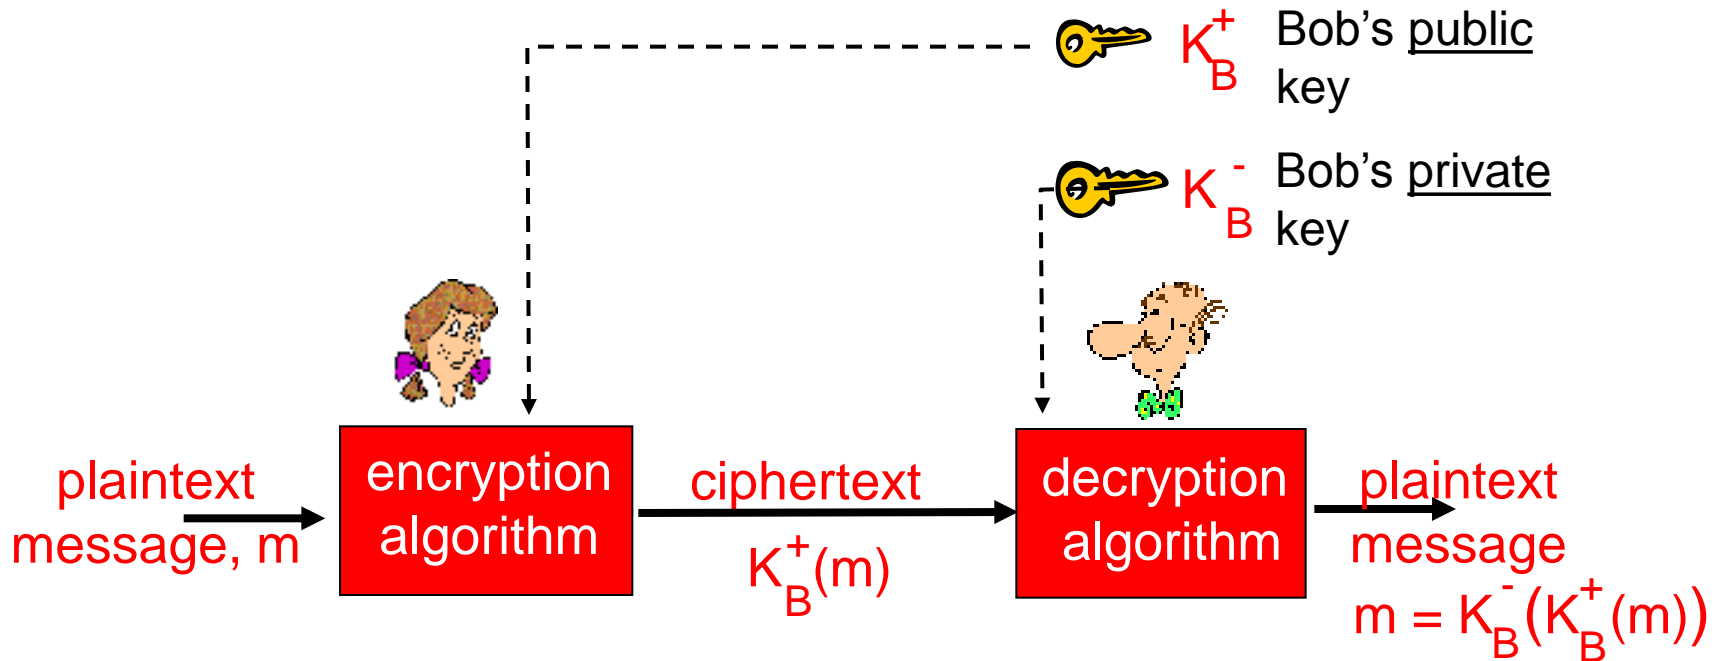 K_B^+ Bob’s public
key
K_B^- Bob’s private
key
plaintext
message, m
encryption
algorithm
ciphertext
K_B^+(m)
decryption
algorithm
plaintext
message
m = K_B^-(K_B^+(m))